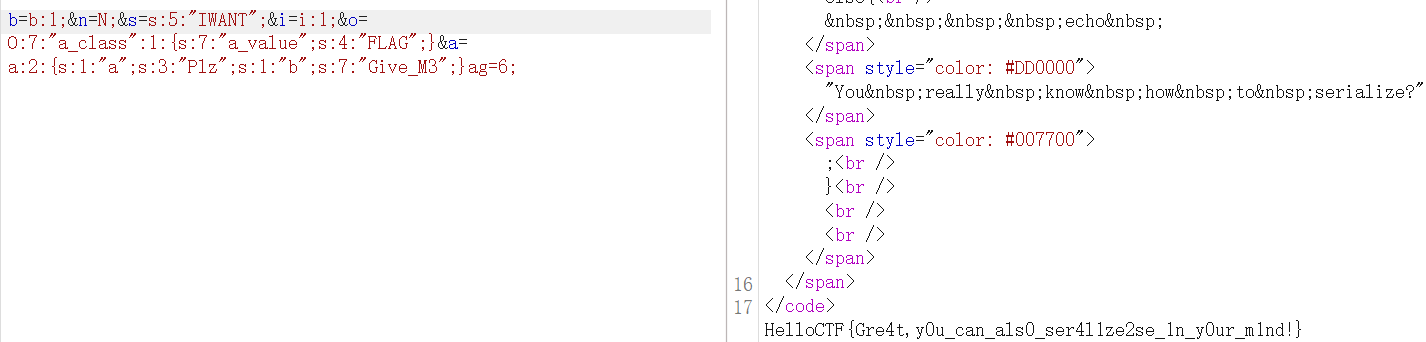 b=b:1;&n=N;&s=s:5:"IWANT";&i=i:1;&o=
O:7:"a_class":1:{s:7:"a_value";s:4:"FLAG";}&a=
a:2:{s:1:"a";s:3:"Plz";s:1:"b";s:7:"Give_M3";}ag=6;
else{<br />
&nbsp;&nbsp;&nbsp;&nbsp;echo&nbsp;
</span>
<span style="color: #DD0000">
"You&nbsp;really&nbsp;know&nbsp;how&nbsp;to&nbsp;serialize?"
</span>
<span style="color: #007700">
;<br />
}<br />
<br />
<br />
</span>
16 </span>
17 </code>
HelloCTF{Gre4t,y0u_can_als0_ser4l1ze2se_1n_y0ur_m1nd!}